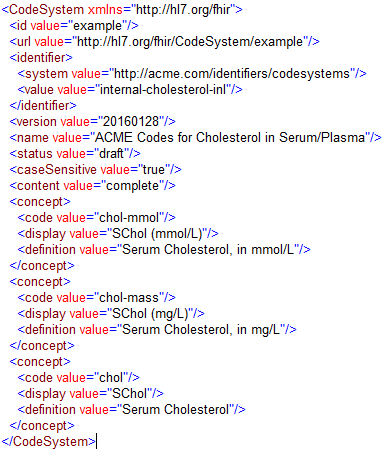 <CodeSystem xmlns="http://hl7.org/fhir">
<id value="example"/>
<url value="http://hl7.org/fhir/CodeSystem/example"/>
<identifier>
<system value="http://acme.com/identifiers/codesystems"/>
<value value="internal-cholesterol-inl"/>
</identifier>
<version value="20160128"/>
<name value="ACME Codes for Cholesterol in Serum/Plasma"/>
<status value="draft"/>
<caseSensitive value="true"/>
<content value="complete"/>
<concept>
<code value="chol-mmol"/>
<display value="SChol (mmol/L)"/>
<definition value="Serum Cholesterol, in mmol/L"/>
</concept>
<concept>
<code value="chol-mass"/>
<display value="SChol (mg/L)"/>
<definition value="Serum Cholesterol, in mg/L"/>
</concept>
<concept>
<code value="chol"/>
<display value="SChol"/>
<definition value="Serum Cholesterol"/>
</concept>
</CodeSystem>